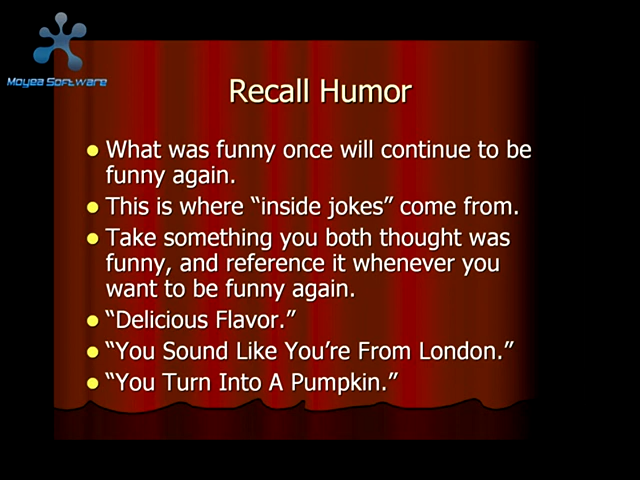 Moyea Software
Recall Humor
What was funny once will continue to be
funny again.
This is where “inside jokes” come from.
Take something you both thought was
funny, and reference it whenever you
want to be funny again.
“Delicious Flavor.”
“You Sound Like You’re From London.”
“You Turn Into A Pumpkin.”